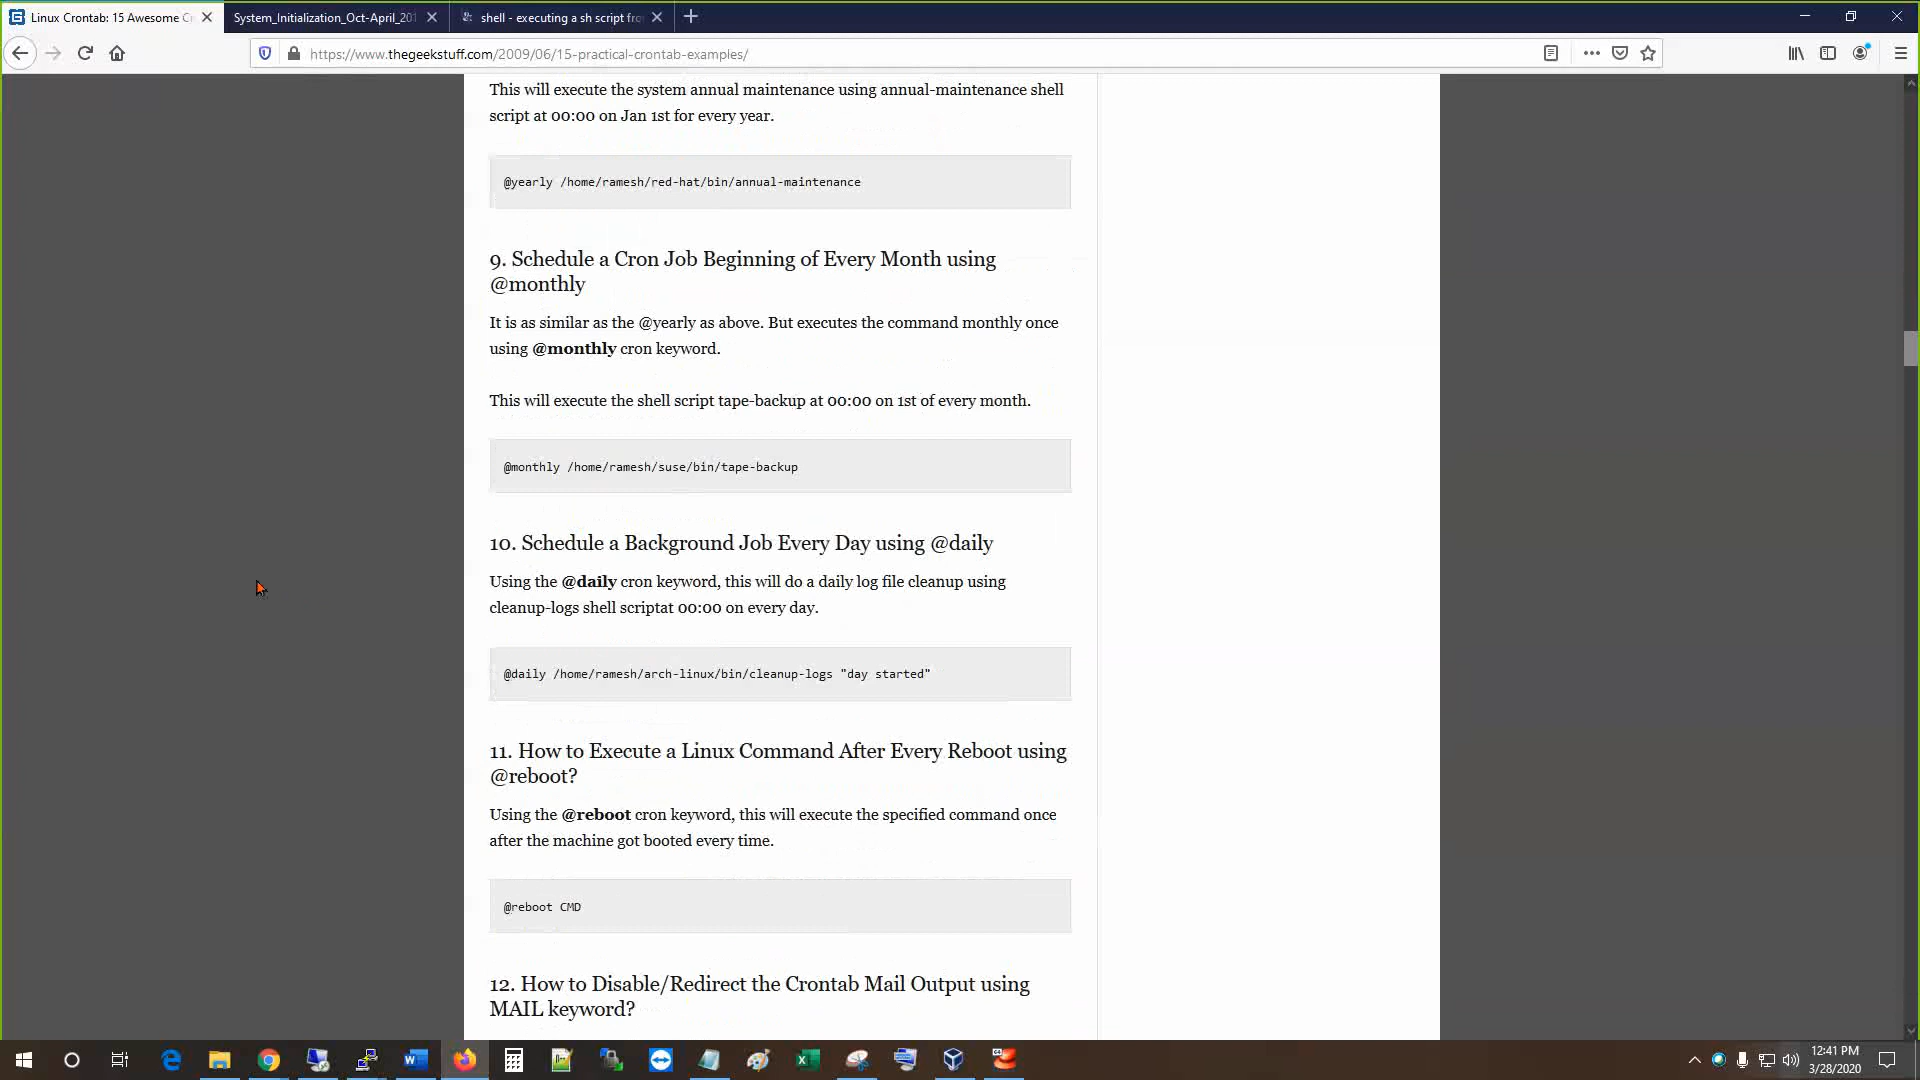 Linux Crontab: 15 Awesome Cr
System_Initialization_Oct-April_201
shell - executing a sh script fro
https://www.thegeekstuff.com/2009/06/15-practical-crontab-examples/
This will execute the system annual maintenance using annual-maintenance shell
script at 00:00 on Jan 1st for every year.
@yearly /home/ramesh/red-hat/bin/annual-maintenance
9. Schedule a Cron Job Beginning of Every Month using
@monthly
It is as similar as the @yearly as above. But executes the command monthly once
using @monthly cron keyword.
This will execute the shell script tape-backup at 00:00 on 1st of every month.
@monthly /home/ramesh/suse/bin/tape-backup
10. Schedule a Background Job Every Day using @daily
Using the @daily cron keyword, this will do a daily log file cleanup using
cleanup-logs shell scriptat 00:00 on every day.
@daily /home/ramesh/arch-linux/bin/cleanup-logs "day started"
11. How to Execute a Linux Command After Every Reboot using
@reboot?
Using the @reboot cron keyword, this will execute the specified command once
after the machine got booted every time.
@reboot CMD
12. How to Disable/Redirect the Crontab Mail Output using
MAIL keyword?
12:41 PM
3/28/2020